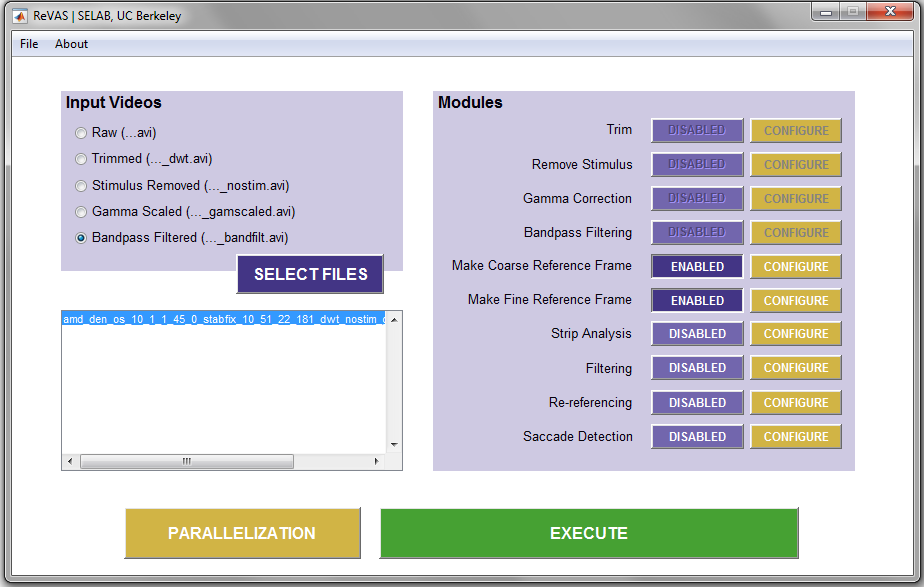 ReVAS | SELAB, UC Berkeley
File About
Input Videos
Raw (...avi)
Trimmed (..._dwt.avi)
Stimulus Removed (..._nostim.avi)
Gamma Scaled (..._gamscaled.avi)
Bandpass Filtered (..._bandfilt.avi)
SELECT FILES
amd_den_os_10_1_1_45_0_stabfix_10_51_22_181_dwt_nostim_
Modules
Trim DISABLED CONFIGURE
Remove Stimulus DISABLED CONFIGURE
Gamma Correction DISABLED CONFIGURE
Bandpass Filtering DISABLED CONFIGURE
Make Coarse Reference Frame ENABLED CONFIGURE
Make Fine Reference Frame ENABLED CONFIGURE
Strip Analysis DISABLED CONFIGURE
Filtering DISABLED CONFIGURE
Re-referencing DISABLED CONFIGURE
Saccade Detection DISABLED CONFIGURE
PARALLELIZATION
EXECUTE